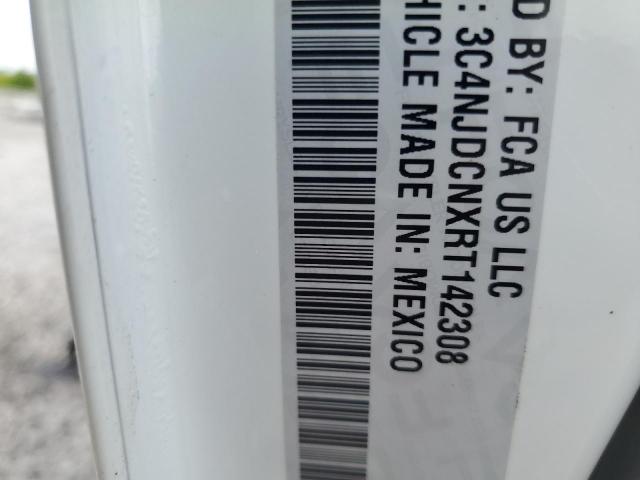 D BY: FCA US LLC
: 3C4NJDCNXRT142308
HICLE MADE IN: MEXICO